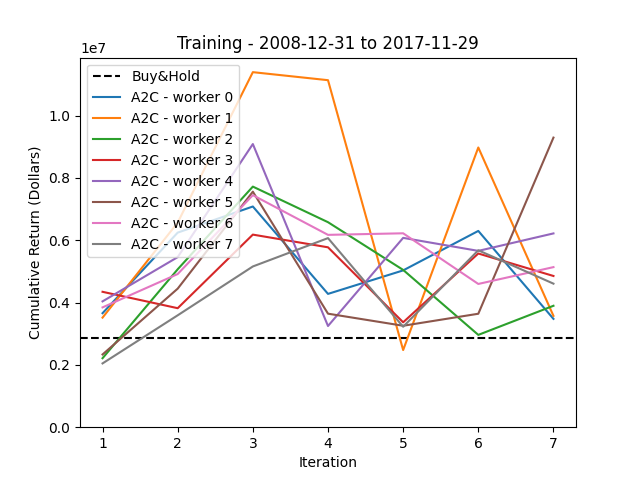 Training - 2008-12-31 to 2017-11-29
1e7
Buy&Hold
A2C - worker 0
A2C - worker 1
A2C - worker 2
A2C - worker 3
A2C - worker 4
A2C - worker 5
A2C - worker 6
A2C - worker 7
Cumulative Return (Dollars)
1.0
0.8
0.6
0.4
0.2
0.0
1 2 3 4 5 6 7
Iteration